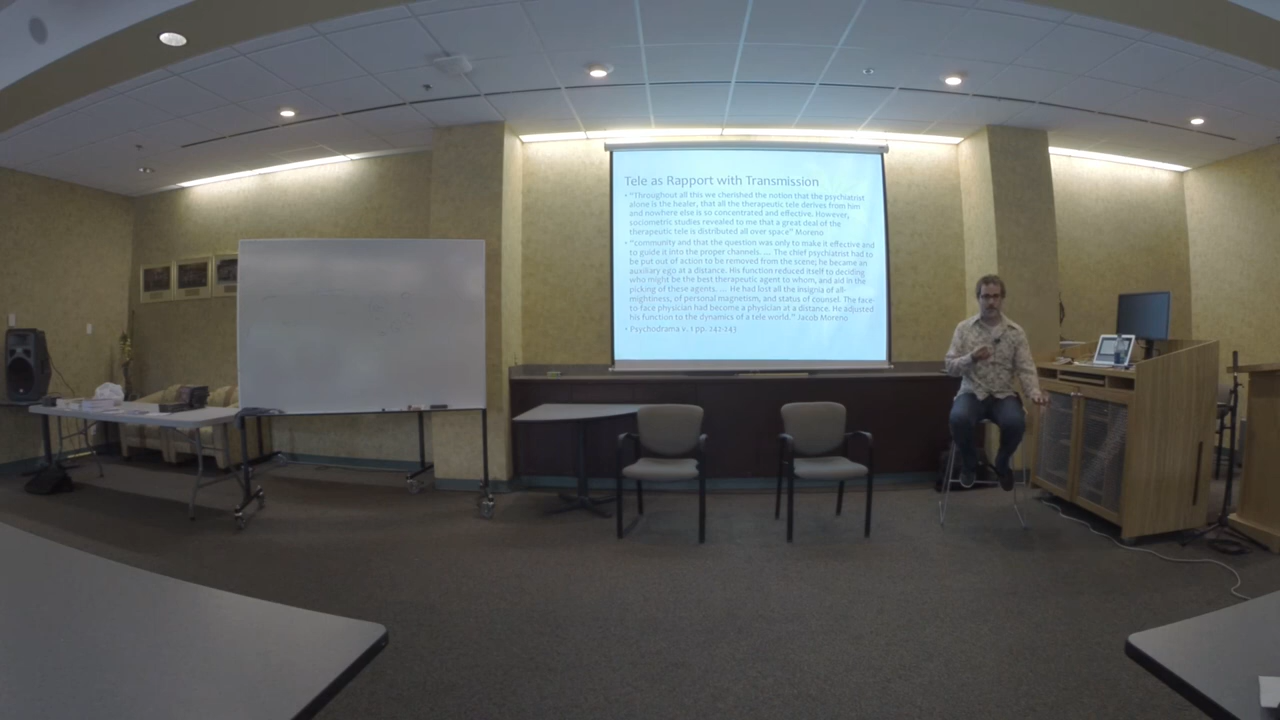 Tele as Rapport with Transmission
• "Throughout all this we cherished the notion that the psychiatrist
alone is the healer, that all the therapeutic tele derives from him
and nowhere else is so concentrated and effective. However,
sociometric studies revealed to me that a great deal of the
therapeutic tele is distributed all over space" Moreno
• "community and that the question was only to make it effective and
to guide it into the proper channels. ... The chief psychiatrist had to
be put out of action to be removed from the scene; he became an
auxiliary ego at a distance. His function reduced itself to deciding
who might be the best therapeutic agent to whom, and aid in the
picking of these agents. ... He had lost all the insignia of all-
mightiness, of personal magnetism, and status of counsel. The face-
to-face physician had become a physician at a distance. He adjusted
his function to the dynamics of a tele world." Jacob Moreno
• Psychodrama v. 1 pp. 242-243